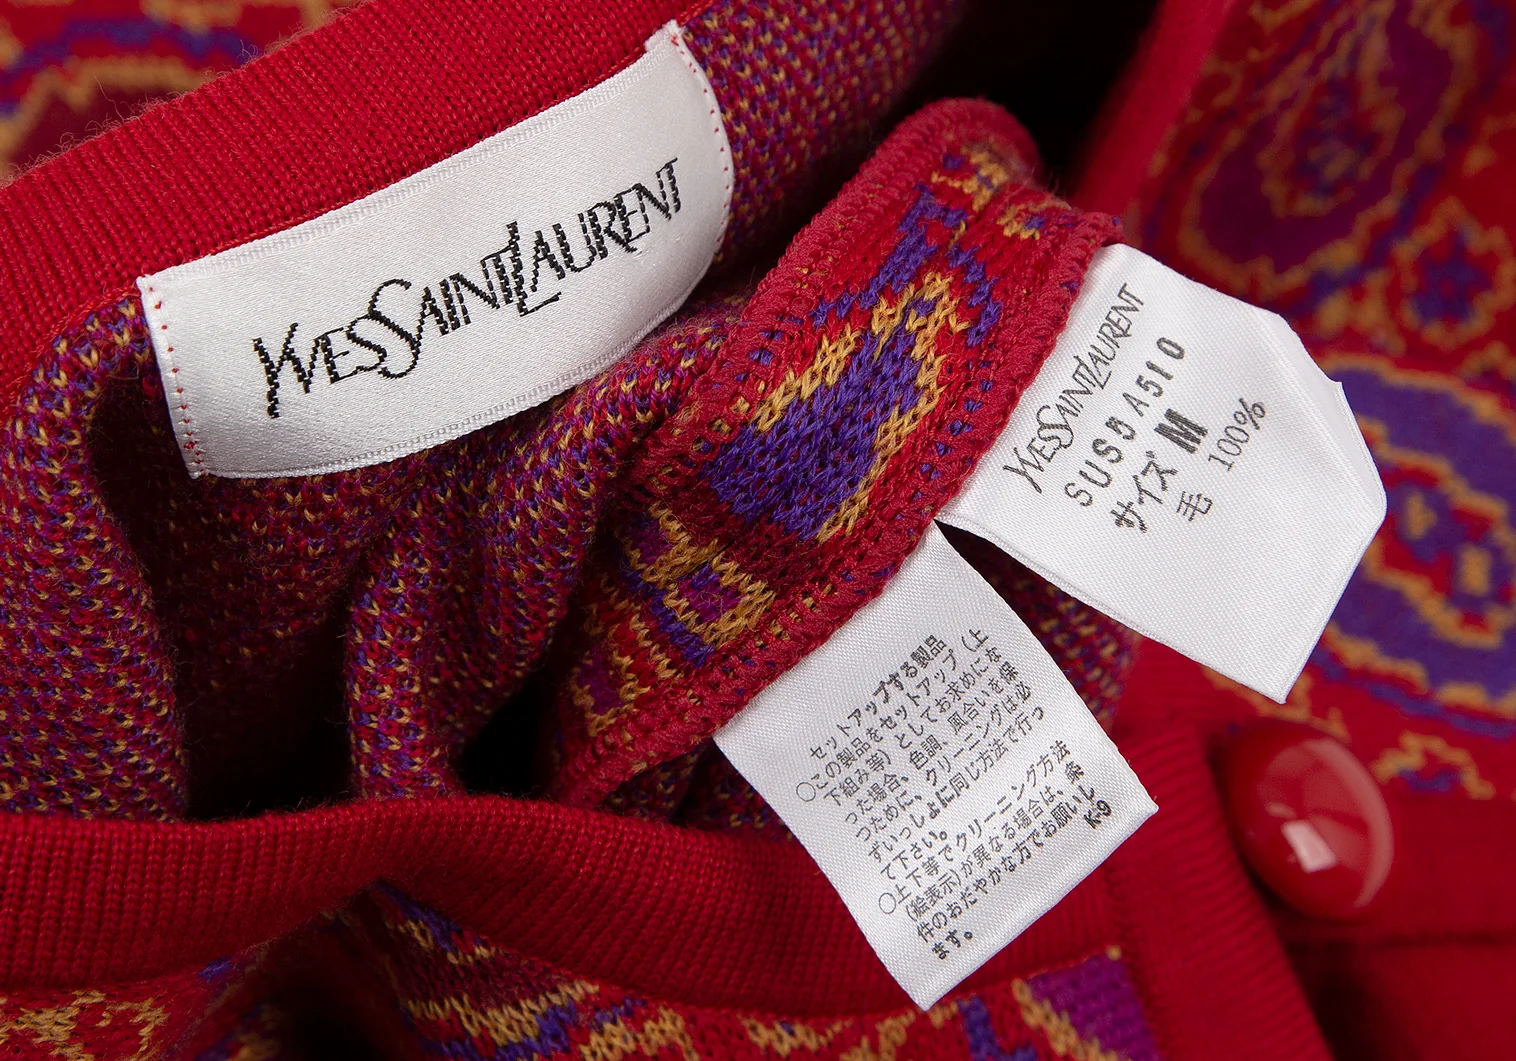 YVESSAINTLAURENT
YVESSAINTLAURENT
SUS5A510
サイズ M
毛 100%
セットアップする製品
○この製品をセットアップ(上
下組み等)としてお求めにな
った場合、色調、風合いを保
つために、クリーニングは必
ずいっしょに同じ方法で行っ
て下さい。
○上下等でクリーニング方法
(絵表示)が異なる場合は、条
件のおだやかな方でお願いし
ます。
K-9